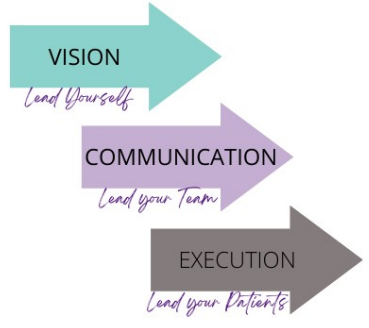 VISION
Lead Yourself
COMMUNICATION
Lead your Team
EXECUTION
Lead your Patients